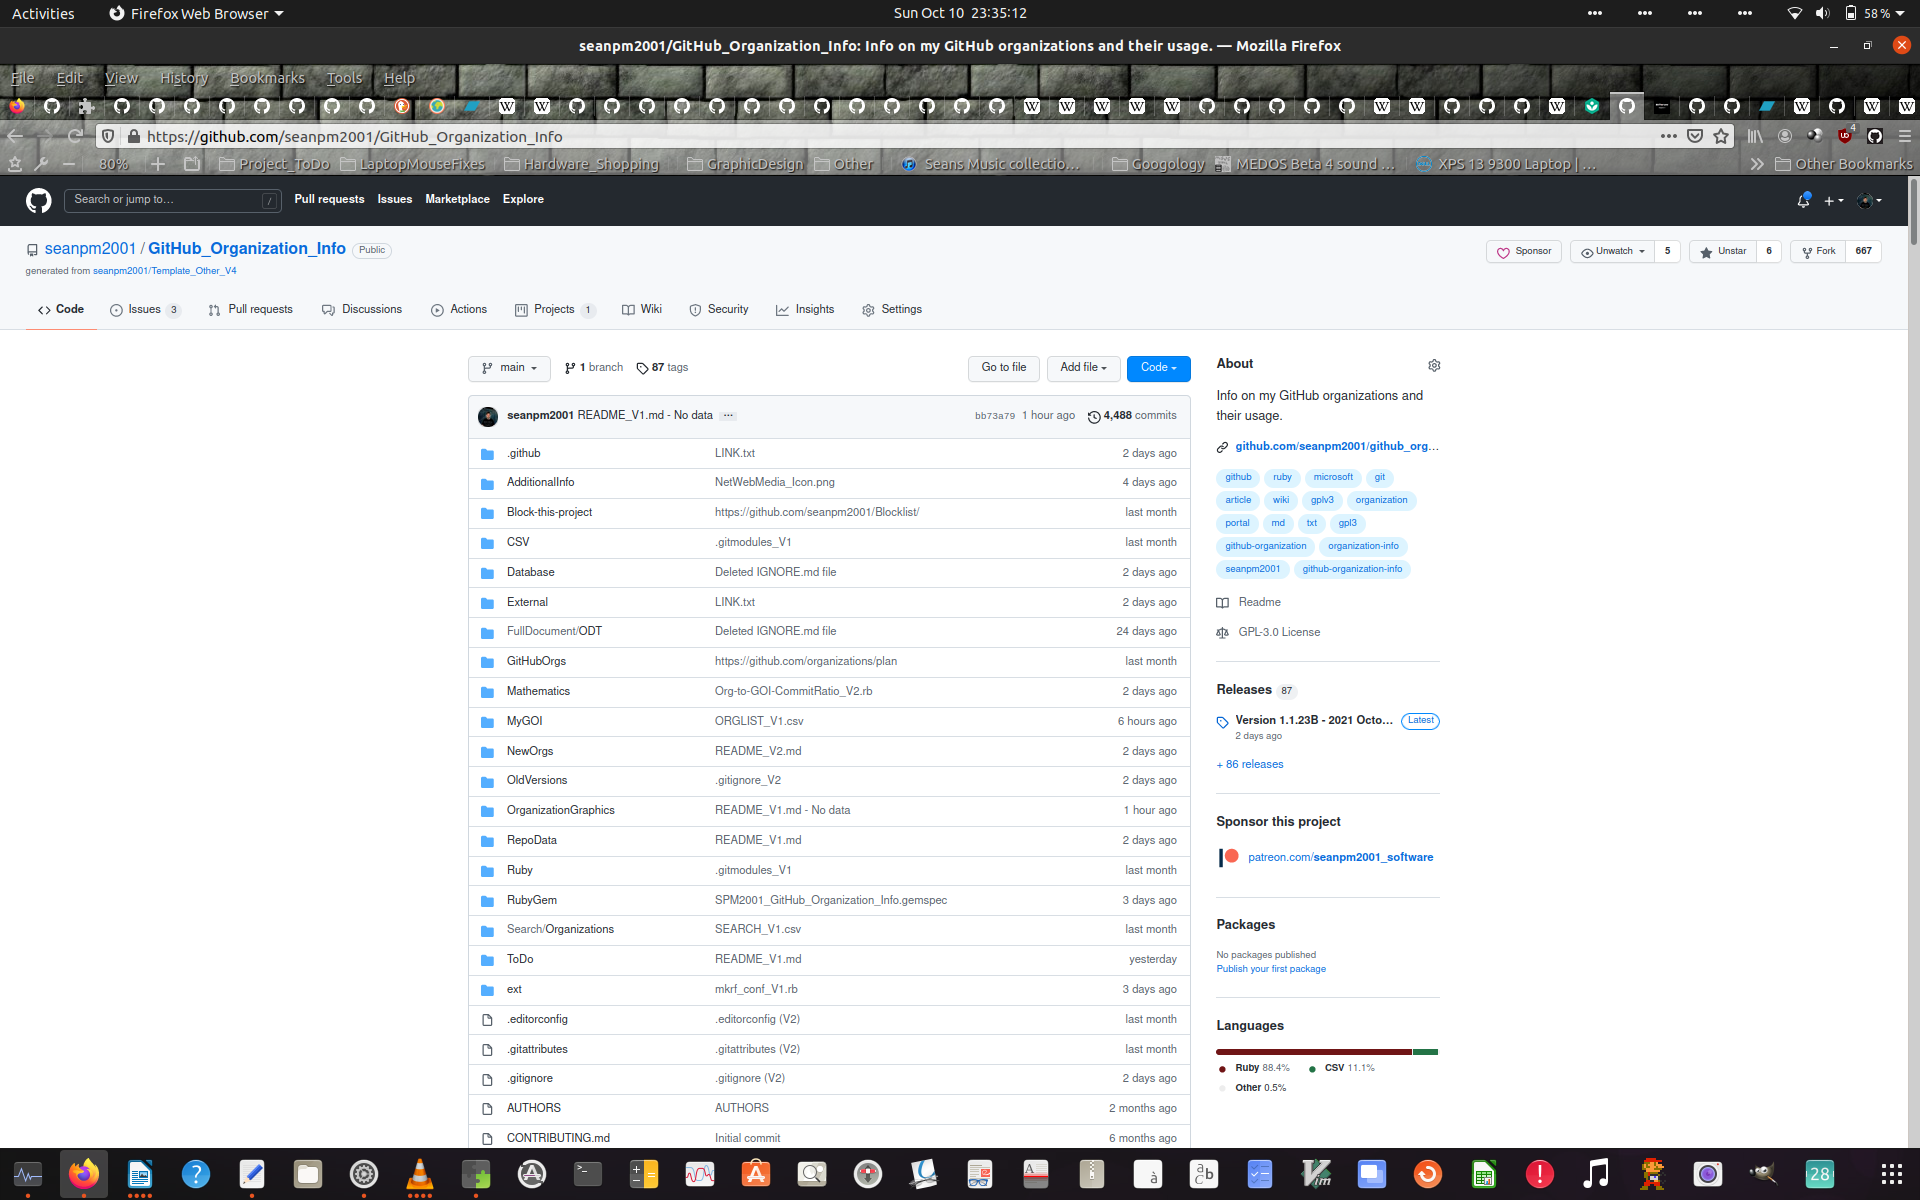 Activities Firefox Web Browser Sun Oct 10 23:35:12 58 %
seanpm2001/GitHub_Organization_Info: Info on my GitHub organizations and their usage. — Mozilla Firefox
File Edit View History Bookmarks Tools Help
https://github.com/seanpm2001/GitHub_Organization_Info 4
80% Project_ToDo LaptopMouseFixes Hardware_Shopping GraphicDesign Other Seans Music collectio… Googology MEDOS Beta 4 sound … XPS 13 9300 Laptop | … Other Bookmarks
Search or jump to… / Pull requests Issues Marketplace Explore
seanpm2001 / GitHub_Organization_Info Public Sponsor Unwatch 5 Unstar 6 Fork 667
generated from seanpm2001/Template_Other_V4
Code Issues 3 Pull requests Discussions Actions Projects 1 Wiki Security Insights Settings
main 1 branch 87 tags Go to file Add file Code
seanpm2001 README_V1.md - No data ... bb73a79 1 hour ago 4,488 commits
.github LINK.txt 2 days ago
AdditionalInfo NetWebMedia_Icon.png 4 days ago
Block-this-project https://github.com/seanpm2001/Blocklist/ last month
CSV .gitmodules_V1 last month
Database Deleted IGNORE.md file 2 days ago
External LINK.txt 2 days ago
FullDocument/ODT Deleted IGNORE.md file 24 days ago
GitHubOrgs https://github.com/organizations/plan last month
Mathematics Org-to-GOI-CommitRatio_V2.rb 2 days ago
MyGOI ORGLIST_V1.csv 6 hours ago
NewOrgs README_V2.md 2 days ago
OldVersions .gitignore_V2 2 days ago
OrganizationGraphics README_V1.md - No data 1 hour ago
RepoData README_V1.md 2 days ago
Ruby .gitmodules_V1 last month
RubyGem SPM2001_GitHub_Organization_Info.gemspec 3 days ago
Search/Organizations SEARCH_V1.csv last month
ToDo README_V1.md yesterday
ext mkrf_conf_V1.rb 3 days ago
.editorconfig .editorconfig (V2) last month
.gitattributes .gitattributes (V2) last month
.gitignore .gitignore (V2) 2 days ago
AUTHORS AUTHORS 2 months ago
CONTRIBUTING.md Initial commit 6 months ago
About
Info on my GitHub organizations and
their usage.
github.com/seanpm2001/github_org…
github ruby microsoft git
article wiki gplv3 organization
portal md txt gpl3
github-organization organization-info
seanpm2001 github-organization-info
Readme
GPL-3.0 License
Releases 87
Version 1.1.23B - 2021 Octo… Latest
2 days ago
+ 86 releases
Sponsor this project
patreon.com/seanpm2001_software
Packages
No packages published
Publish your first package
Languages
Ruby 88.4% CSV 11.1%
Other 0.5%
28